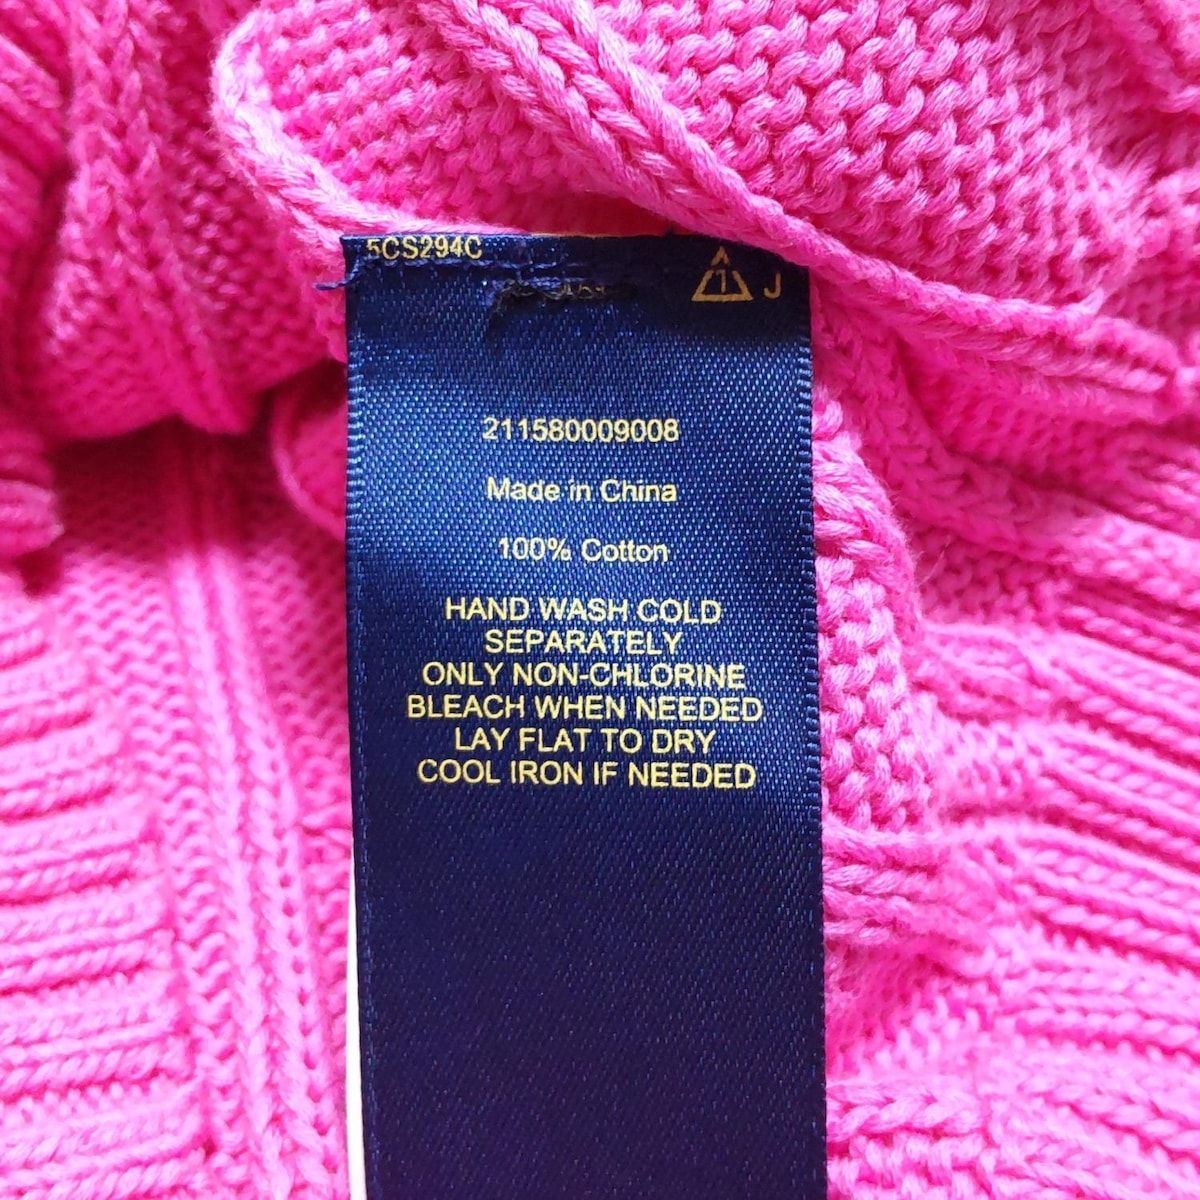 5CS294C
1 J
211580009008
Made in China
100% Cotton
HAND WASH COLD
SEPARATELY
ONLY NON-CHLORINE
BLEACH WHEN NEEDED
LAY FLAT TO DRY
COOL IRON IF NEEDED